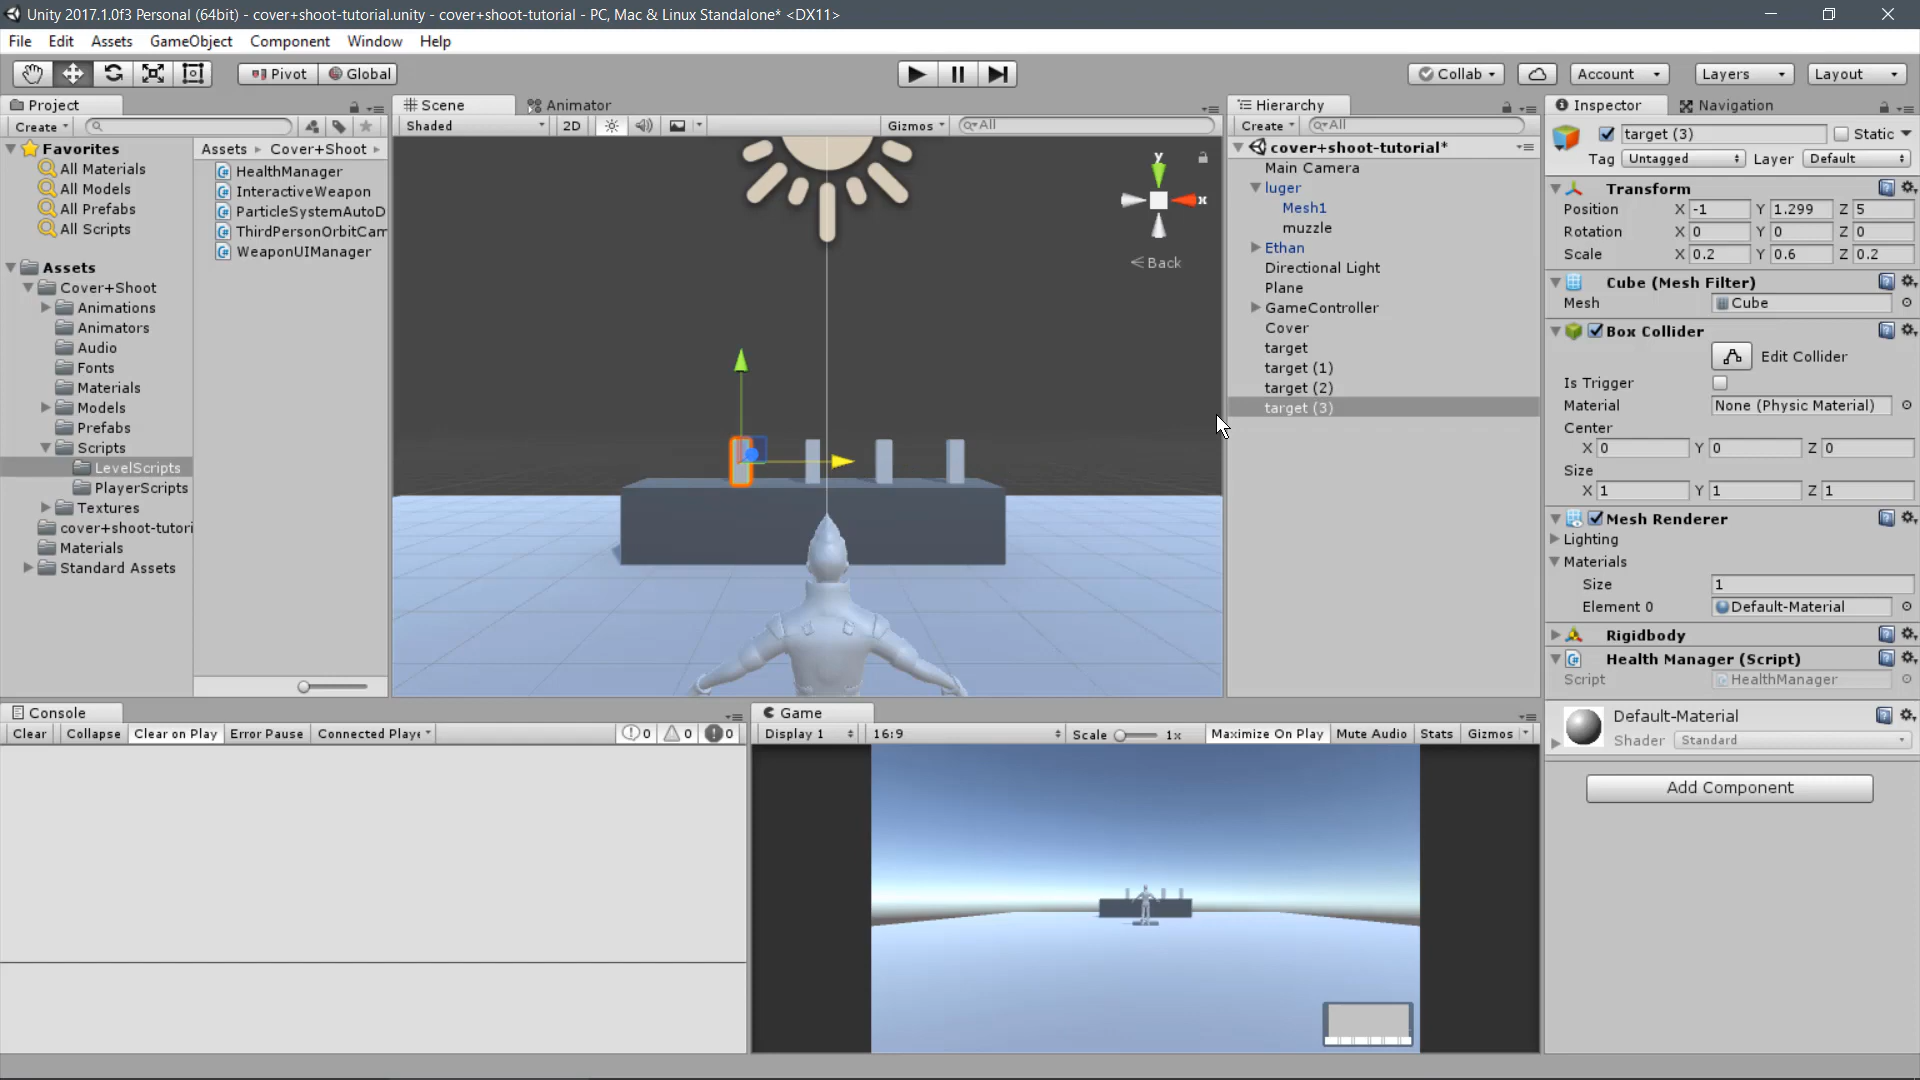 Unity 2017.1.0f3 Personal (64bit) - cover+shoot-tutorial.unity - cover+shoot-tutorial - PC, Mac & Linux Standalone* <DX11>
File Edit Assets GameObject Component Window Help
Pivot Global Collab Account Layers Layout
Project
Create
Favorites
All Materials
All Models
All Prefabs
All Scripts
Assets
Cover+Shoot
Animations
Animators
Audio
Fonts
Materials
Models
Prefabs
Scripts
LevelScripts
PlayerScripts
Textures
cover+shoot-tutori
Materials
Standard Assets
Assets Cover+Shoot
HealthManager
InteractiveWeapon
ParticleSystemAutoD
ThirdPersonOrbitCam
WeaponUIManager
Scene Animator
Shaded 2D Gizmos All
y
x
Back
Hierarchy
Create All
cover+shoot-tutorial*
Main Camera
luger
Mesh1
muzzle
Ethan
Directional Light
Plane
GameController
Cover
target
target (1)
target (2)
target (3)
Inspector Navigation
target (3) Static
Tag Untagged Layer Default
Transform
Position X -1 Y 1.299 Z 5
Rotation X 0 Y 0 Z 0
Scale X 0.2 Y 0.6 Z 0.2
Cube (Mesh Filter)
Mesh Cube
Box Collider
Edit Collider
Is Trigger
Material None (Physic Material)
Center
X 0 Y 0 Z 0
Size
X 1 Y 1 Z 1
Mesh Renderer
Lighting
Materials
Size 1
Element 0 Default-Material
Rigidbody
Health Manager (Script)
Script HealthManager
Default-Material
Shader Standard
Add Component
Console
Clear Collapse Clear on Play Error Pause Connected Playe 0 0 0
Game
Display 1 16:9 Scale 1x Maximize On Play Mute Audio Stats Gizmos